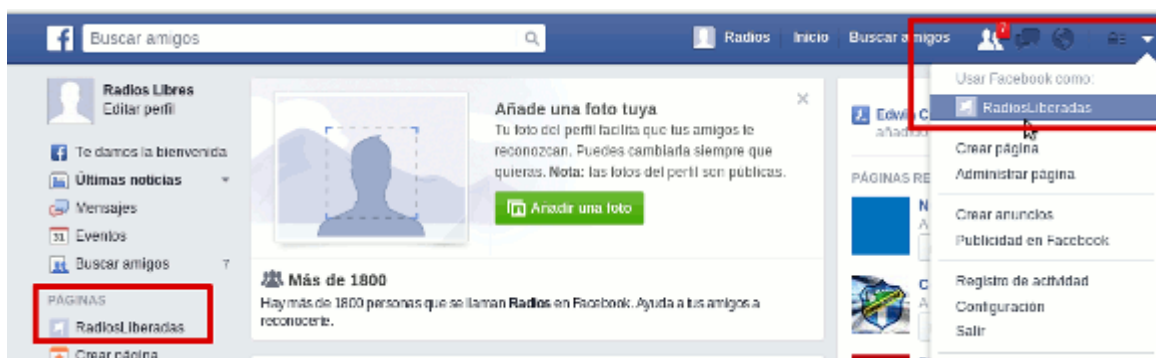 Buscar amigos
Radios Inicio Buscar amigos
Radios Libres
Editar perfil
Te damos la bienvenida
Últimas noticias
Mensajes
31 Eventos
Buscar amigos 7
PÁGINAS
RadiosLiberadas
Crear página
Añade una foto tuya
Tu foto del perfil facilita que tus amigos te
reconozcan. Puedes cambiarla siempre que
quieras. Nota: las fotos del perfil son públicas.
Añadir una foto
Más de 1800
Hay más de 1800 personas que se llaman Radios en Facebook. Ayuda a tus amigos a
reconocerte.
Edwin C
añadido
PÁGINAS RE
N
A
C
A
Usar Facebook como:
RadiosLiberadas
Crear página
Administrar página
Crear anuncios
Publicidad en Facebook
Registro de actividad
Configuración
Salir